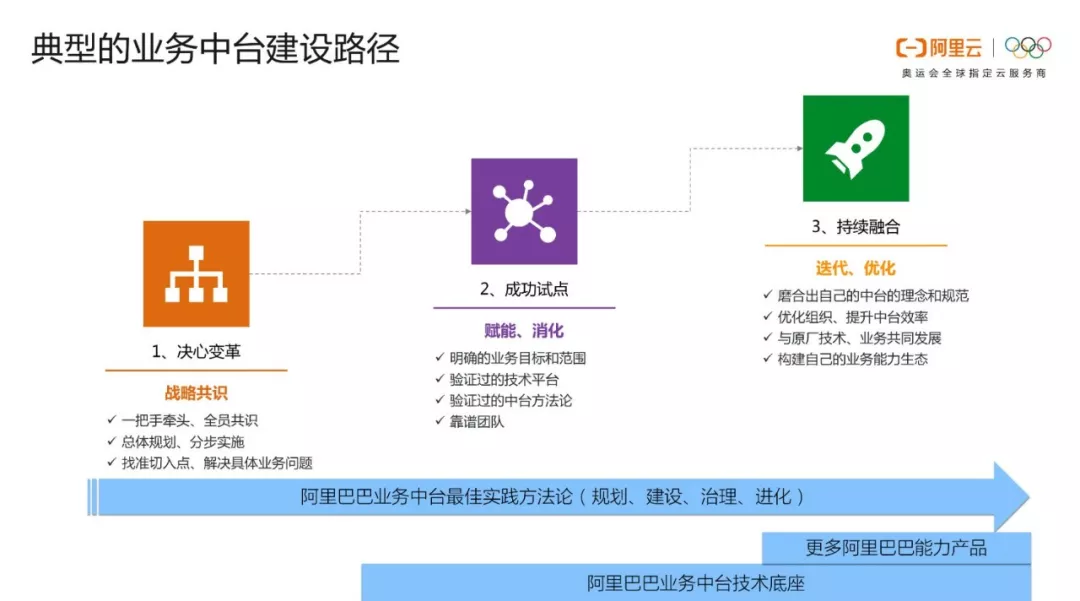 典型的业务中台建设路径
阿里云
奥运会全球指定云服务商
1、决心变革
战略共识
✓ 一把手牵头、全员共识
✓ 总体规划、分步实施
✓ 找准切入点、解决具体业务问题
2、成功试点
赋能、消化
✓ 明确的业务目标和范围
✓ 验证过的技术平台
✓ 验证过的中台方法论
✓ 靠谱团队
3、持续融合
迭代、优化
✓ 磨合出自己的中台的理念和规范
✓ 优化组织、提升中台效率
✓ 与原厂技术、业务共同发展
✓ 构建自己的业务能力生态
阿里巴巴业务中台最佳实践方法论（规划、建设、治理、进化）
更多阿里巴巴能力产品
阿里巴巴业务中台技术底座